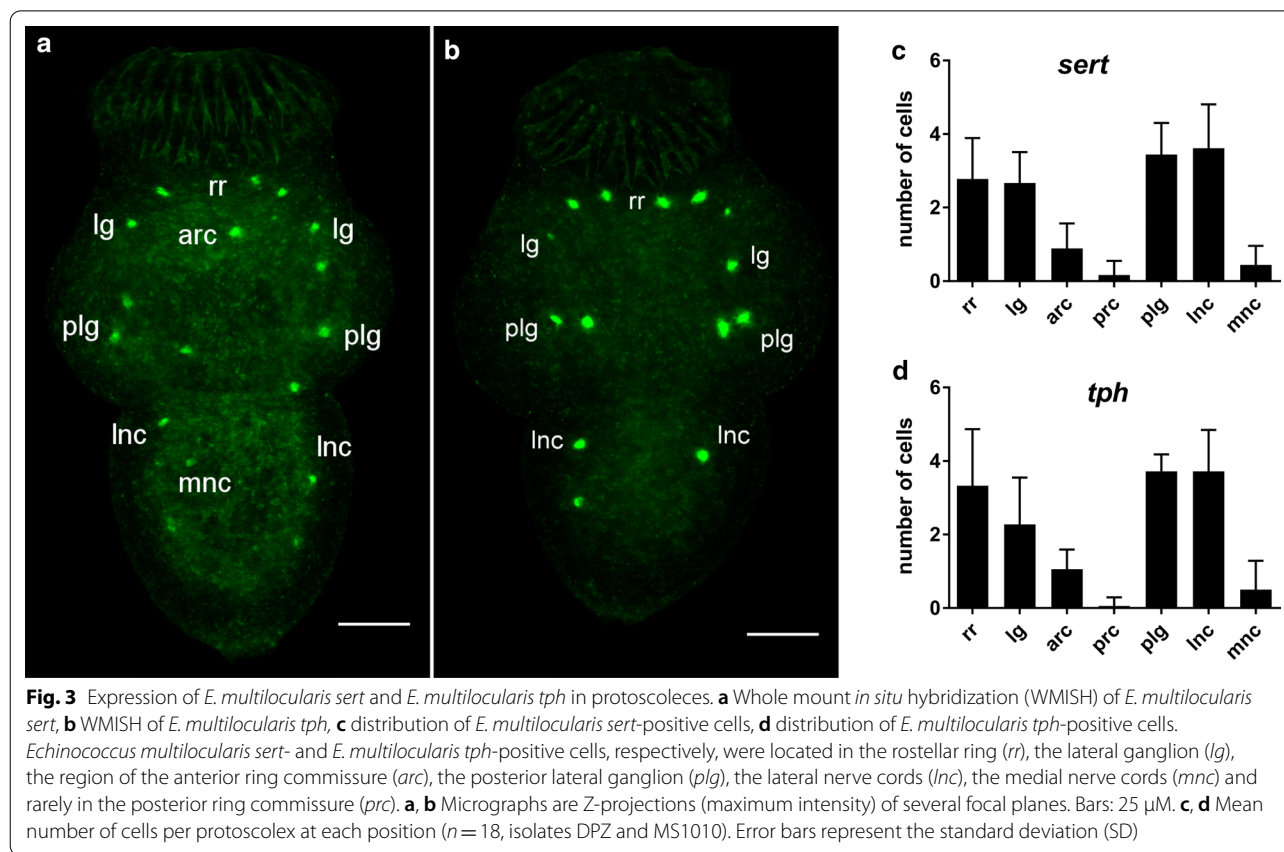 a
rr
lg
arc
lg
plg
plg
lnc
lnc
mnc
b
rr
lg
lg
plg
plg
lnc
lnc
c
sert
number of cells
6
4
2
0
rr lg arc prc plg lnc mnc
d
tph
number of cells
6
4
2
0
rr lg arc prc plg lnc mnc
Fig. 3 Expression of E. multilocularis sert and E. multilocularis tph in protoscoleces. a Whole mount in situ hybridization (WMISH) of E. multilocularis
sert, b WMISH of E. multilocularis tph, c distribution of E. multilocularis sert-positive cells, d distribution of E. multilocularis tph-positive cells.
Echinococcus multilocularis sert- and E. multilocularis tph-positive cells, respectively, were located in the rostellar ring (rr), the lateral ganglion (lg),
the region of the anterior ring commissure (arc), the posterior lateral ganglion (plg), the lateral nerve cords (lnc), the medial nerve cords (mnc) and
rarely in the posterior ring commissure (prc). a, b Micrographs are Z-projections (maximum intensity) of several focal planes. Bars: 25 μM. c, d Mean
number of cells per protoscolex at each position (n = 18, isolates DPZ and MS1010). Error bars represent the standard deviation (SD)